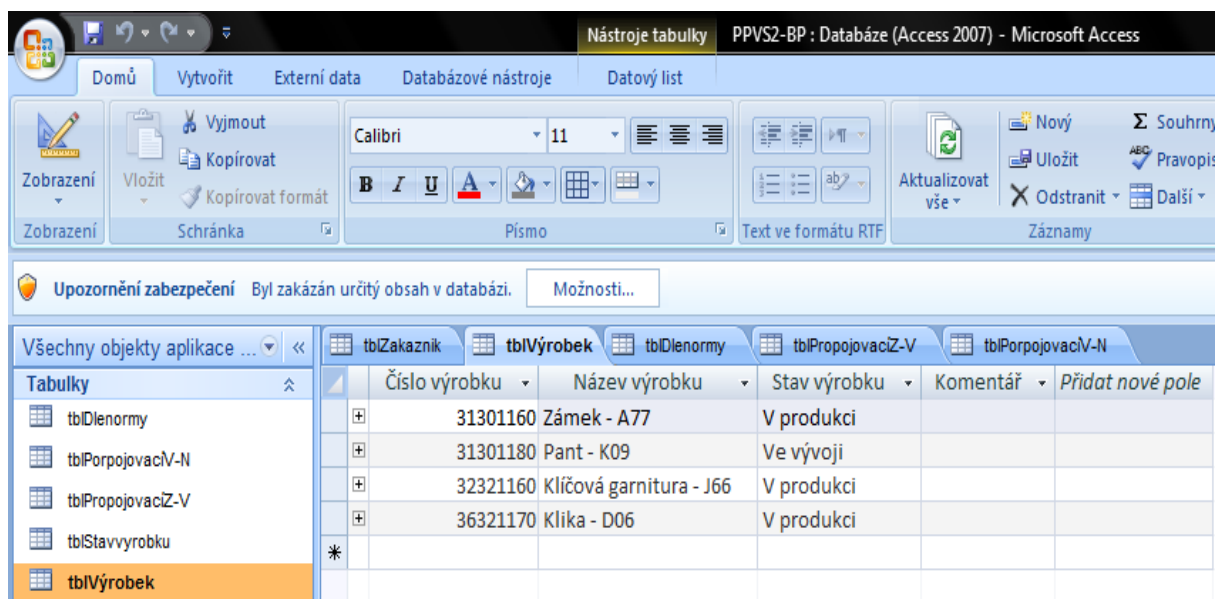 Nástroje tabulky PPVS2-BP : Databáze (Access 2007) - Microsoft Access
Domů Vytvořit Externí data Databázové nástroje Datový list
Zobrazení
Vložit
Vyjmout
Kopírovat
Kopírovat formát
Calibri 11
B I U A ab
Aktualizovat vše
Nový
Uložit
Odstranit
Σ Souhrny
ABC Pravopis
Další
Zobrazení Schránka Písmo Text ve formátu RTF Záznamy
Upozornění zabezpečení Byl zakázán určitý obsah v databázi. Možnosti...
Všechny objekty aplikace ... «
Tabulky
tblDlenormy
tblPorpojovacíV-N
tblPropojovacíZ-V
tblStavvyrobku
tblVýrobek
tblZakaznik tblVýrobek tblDlenormy tblPropojovacíZ-V tblPorpojovacíV-N
Číslo výrobku Název výrobku Stav výrobku Komentář Přidat nové pole
31301160 Zámek - A77 V produkci
31301180 Pant - K09 Ve vývoji
32321160 Klíčová garnitura - J66 V produkci
36321170 Klika - D06 V produkci